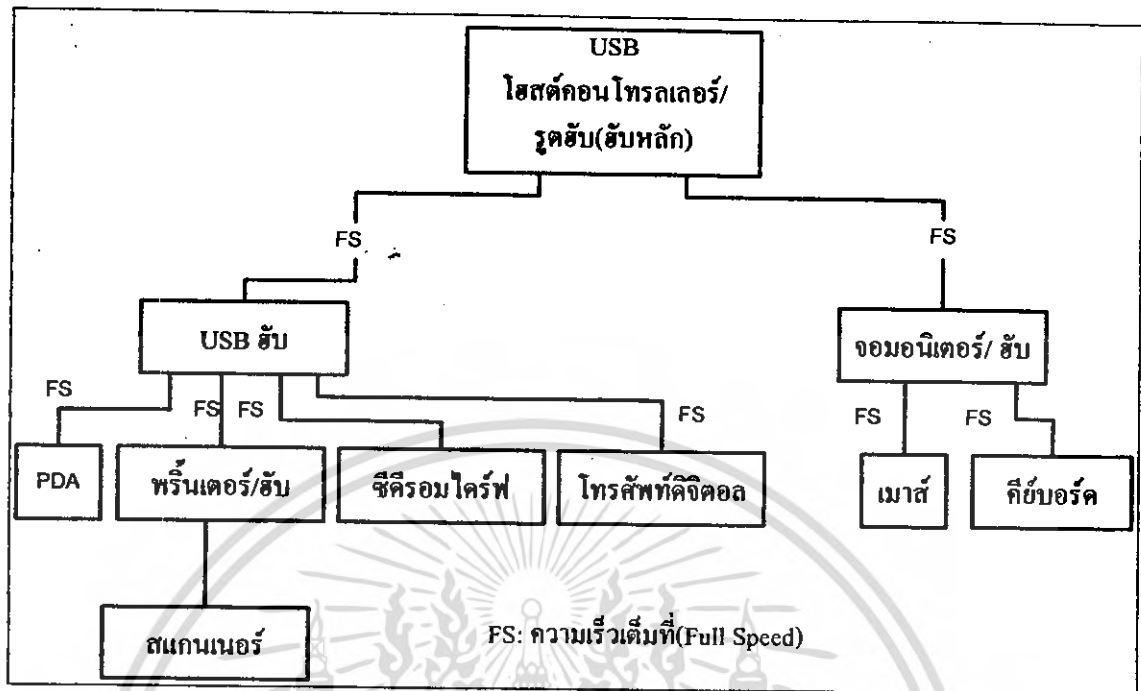 USB
โฮสต์คอนโทรลเลอร์/
รูตฮับ(ฮับหลัก)
FS
FS
USB ฮับ
จอมอนิเตอร์/ ฮับ
FS
FS
FS
FS
FS
FS
PDA
พริ้นเตอร์/ฮับ
ซีดีรอมไดร์ฟ
โทรศัพท์ดิจิตอล
เมาส์
คีย์บอร์ด
สแกนเนอร์
FS: ความเร็วเต็มที่(Full Speed)